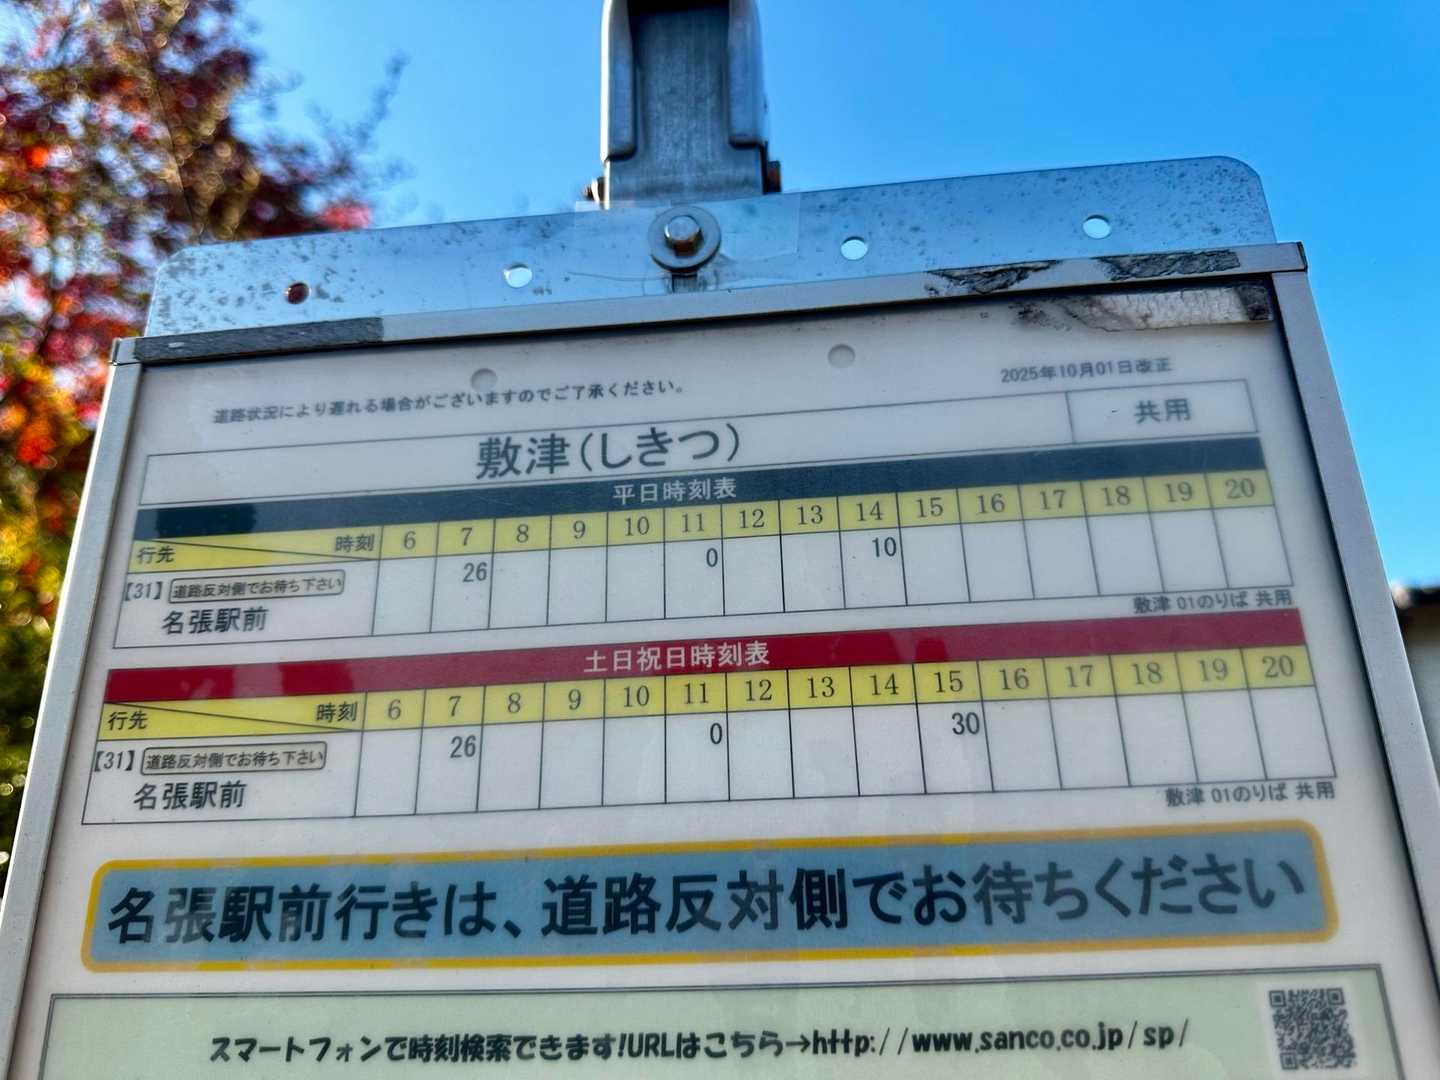 道路状況により遅れる場合がございますのでご了承ください。
2025年10月01日改正
敷津(しきつ)
共用
平日時刻表
行先 時刻 6 7 8 9 10 11 12 13 14 15 16 17 18 19 20
【31】 道路反対側でお待ち下さい 26 0 10
名張駅前
敷津 01のりば 共用
土日祝日時刻表
行先 時刻 6 7 8 9 10 11 12 13 14 15 16 17 18 19 20
【31】 道路反対側でお待ち下さい 26 0 30
名張駅前
敷津 01のりば 共用
名張駅前行きは、道路反対側でお待ちください
スマートフォンで時刻検索できます!URLはこちら→http://www.sanco.co.jp/sp/